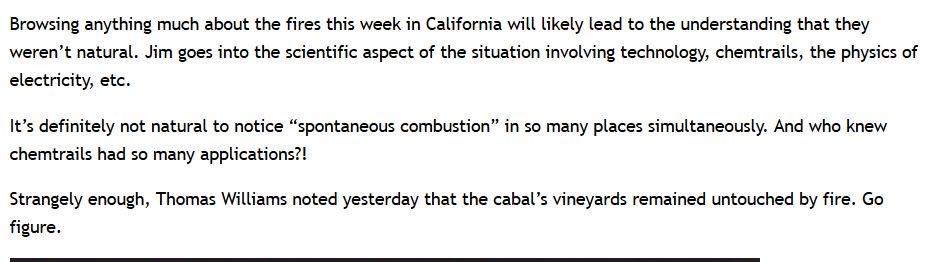 Browsing anything much about the fires this week in California will likely lead to the understanding that they
weren’t natural. Jim goes into the scientific aspect of the situation involving technology, chemtrails, the physics of
electricity, etc.
It’s definitely not natural to notice “spontaneous combustion” in so many places simultaneously. And who knew
chemtrails had so many applications?!
Strangely enough, Thomas Williams noted yesterday that the cabal’s vineyards remained untouched by fire. Go
figure.